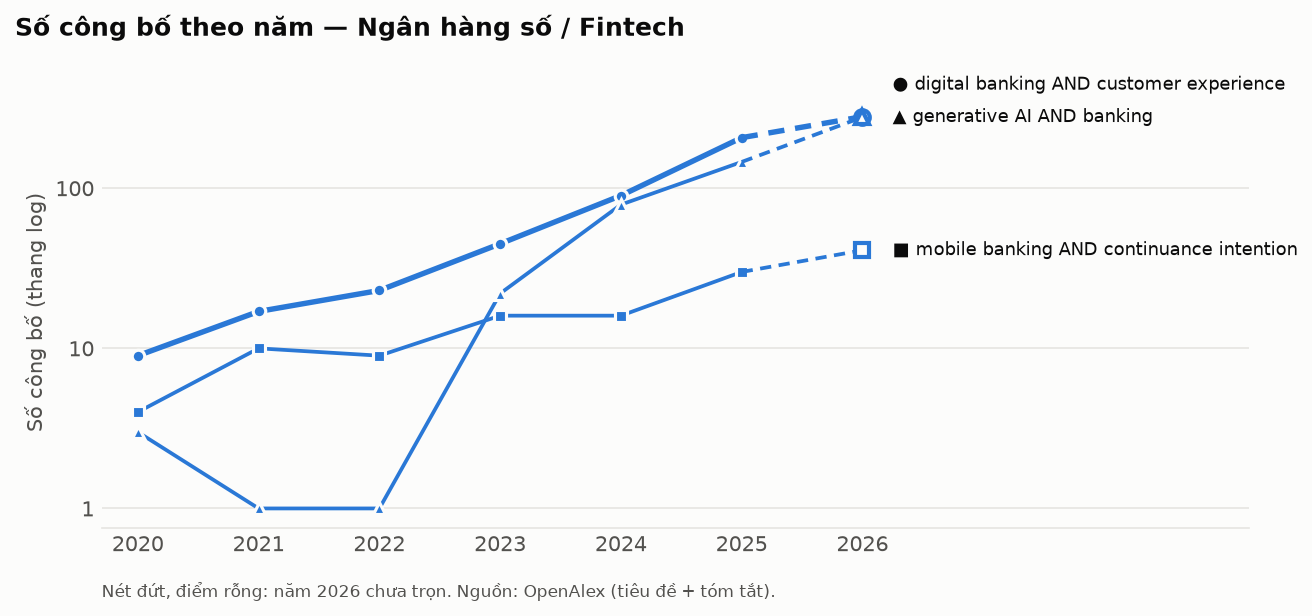 Số công bố theo năm — Ngân hàng số / Fintech
● digital banking AND customer experience
▲ generative AI AND banking
■ mobile banking AND continuance intention
Số công bố (thang log)
100
10
1
2020 2021 2022 2023 2024 2025 2026
Nét đứt, điểm rỗng: năm 2026 chưa trọn. Nguồn: OpenAlex (tiêu đề + tóm tắt).